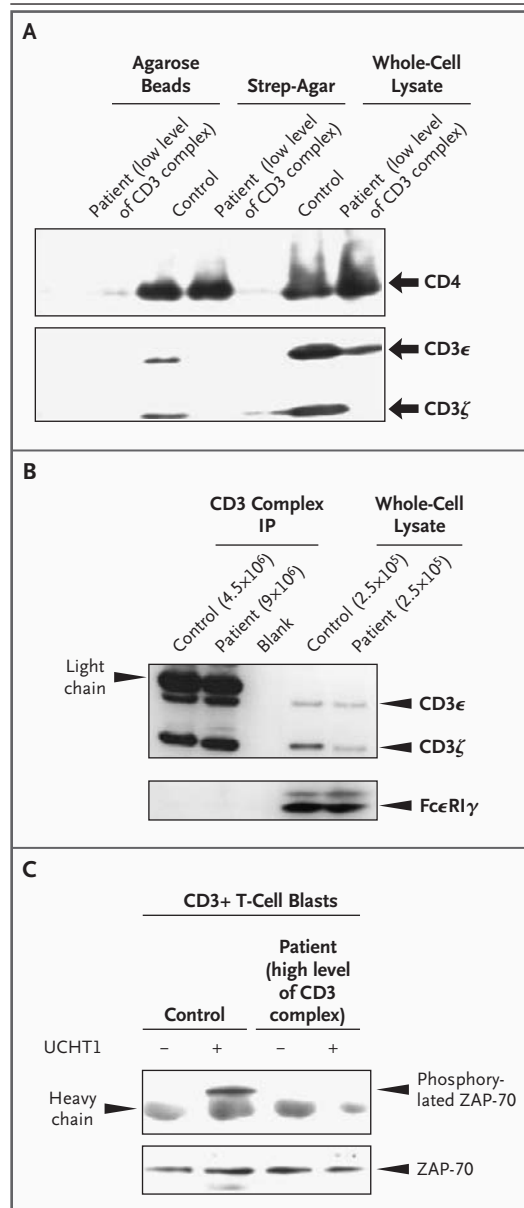 A
Agarose
Beads
Strep-Agar
Whole-Cell
Lysate
Patient (low level
of CD3 complex)
Control
Patient (low level
of CD3 complex)
Control
Patient (low level
of CD3 complex)
CD4
CD3ϵ
CD3ζ
B
CD3 Complex
IP
Whole-Cell
Lysate
Control (4.5×10⁶)
Patient (9×10⁶)
Blank
Control (2.5×10⁵)
Patient (2.5×10⁵)
Light
chain
CD3ϵ
CD3ζ
FcϵRIγ
C
CD3+ T-Cell Blasts
Control
Patient
(high level
of CD3
complex)
UCHT1 – + – +
Heavy
chain
Phosphory-
lated ZAP-70
ZAP-70